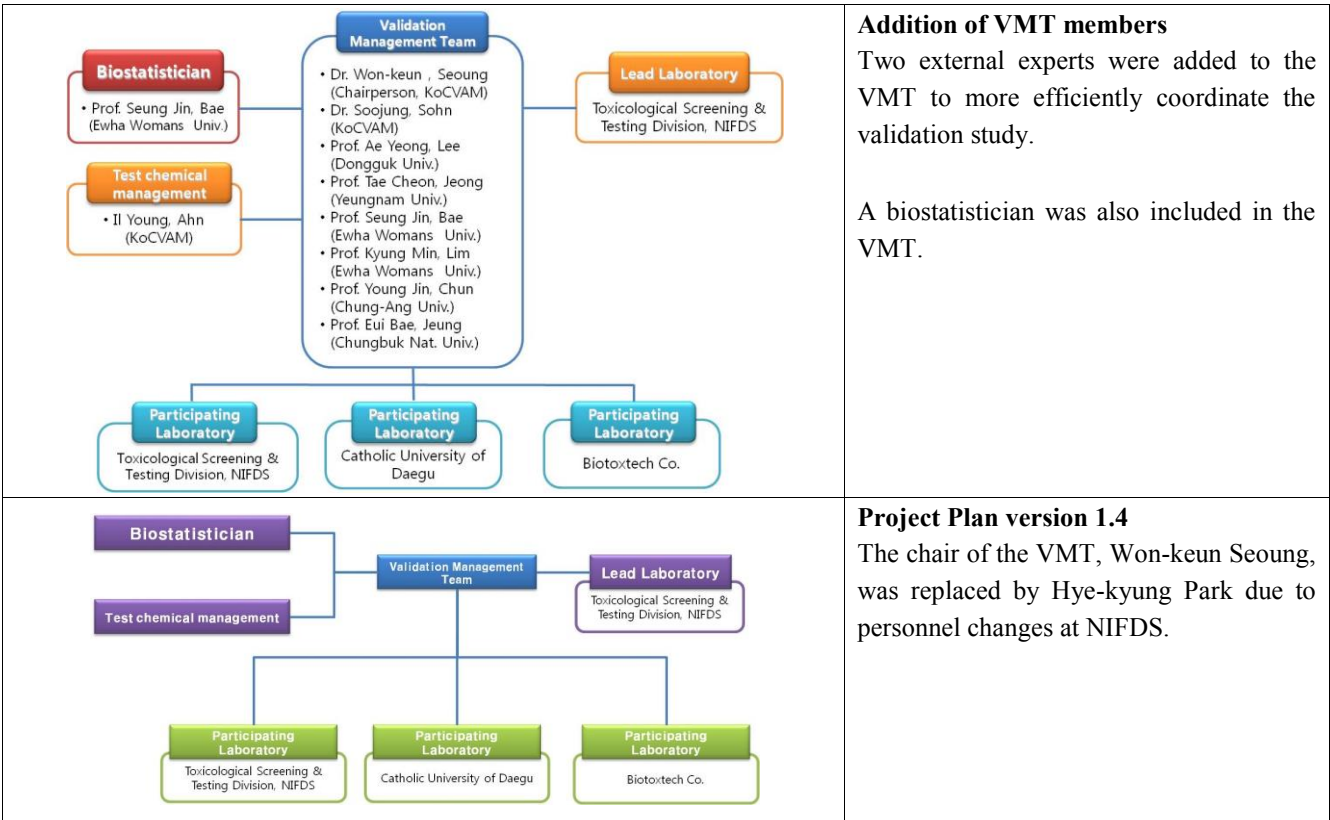 Validation
Management Team
• Dr. Won-keun , Seoung
(Chairperson, KoCVAM)
• Dr. Soojung, Sohn
(KoCVAM)
• Prof. Ae Yeong, Lee
(Dongguk Univ.)
• Prof. Tae Cheon, Jeong
(Yeungnam Univ.)
• Prof. Seung Jin, Bae
(Ewha Womans Univ.)
• Prof. Kyung Min, Lim
(Ewha Womans Univ.)
• Prof. Young Jin, Chun
(Chung-Ang Univ.)
• Prof. Eui Bae, Jeung
(Chungbuk Nat. Univ.)
Biostatistician
• Prof. Seung Jin, Bae
(Ewha Womans Univ.)
Test chemical
management
• Il Young, Ahn
(KoCVAM)
Lead Laboratory
Toxicological Screening &
Testing Division, NIFDS
Participating
Laboratory
Toxicological Screening &
Testing Division, NIFDS
Participating
Laboratory
Catholic University of
Daegu
Participating
Laboratory
Biotoxtech Co.
Addition of VMT members
Two external experts were added to the
VMT to more efficiently coordinate the
validation study.
A biostatistician was also included in the
VMT.
Biostatistician
Test chemical management
Validation Management
Team
Lead Laboratory
Toxicological Screening &
Testing Division, NIFDS
Participating
Laboratory
Toxicological Screening &
Testing Division, NIFDS
Participating
Laboratory
Catholic University of Daegu
Participating
Laboratory
Biotoxtech Co.
Project Plan version 1.4
The chair of the VMT, Won-keun Seoung,
was replaced by Hye-kyung Park due to
personnel changes at NIFDS.